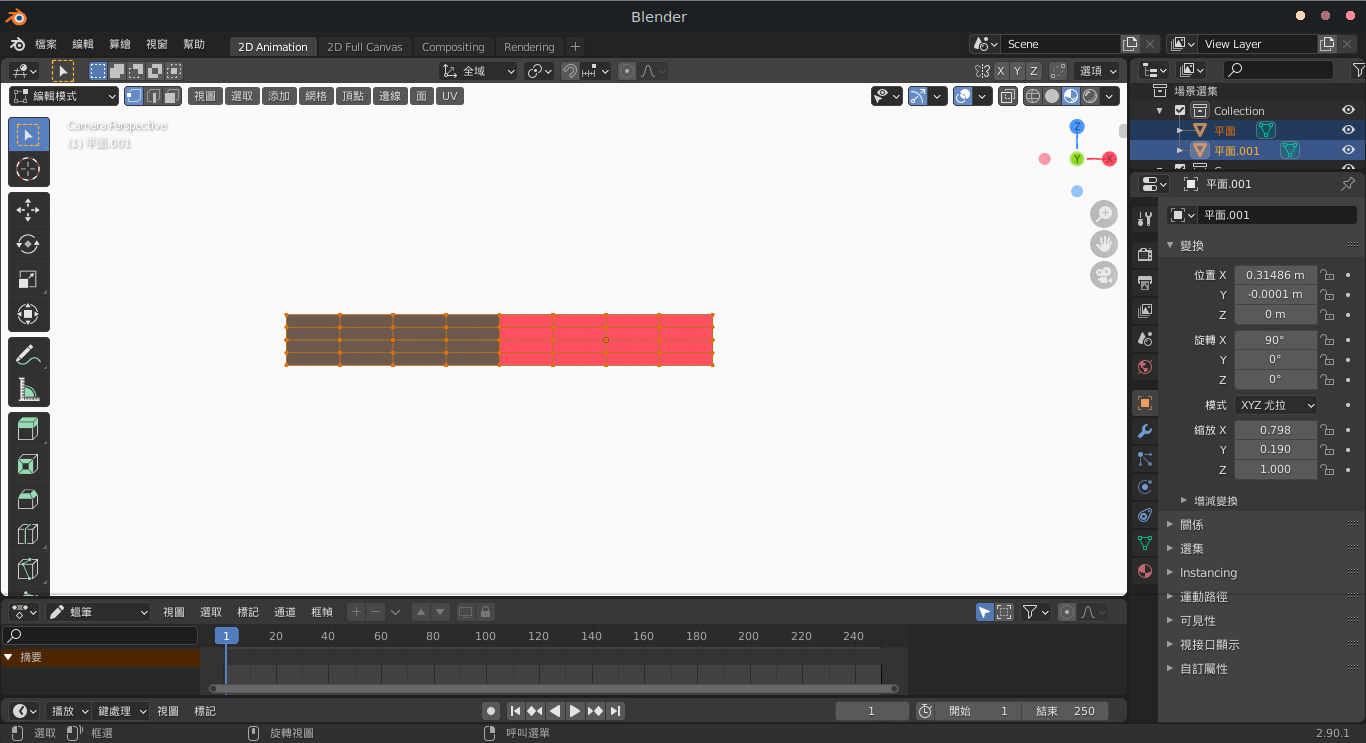 Blender
檔案 編輯 算繪 視窗 幫助 2D Animation 2D Full Canvas Compositing Rendering + Scene View Layer
全域 X Y Z 選項
編輯模式 視圖 選取 添加 網格 頂點 邊線 面 UV
Camera Perspective
(1) 平面.001
Z
Y X
場景選集
Collection
平面
平面.001
平面.001
平面.001
變換
位置 X 0.31486 m
Y -0.0001 m
Z 0 m
旋轉 X 90°
Y 0°
Z 0°
模式 XYZ 尤拉
縮放 X 0.798
Y 0.190
Z 1.000
增減變換
關係
選集
Instancing
運動路徑
可見性
視接口顯示
自訂屬性
蠟筆 視圖 選取 標記 通道 框幀
1 20 40 60 80 100 120 140 160 180 200 220 240
摘要
播放 鍵處理 視圖 標記 1 開始 1 結束 250
選取 框選 旋轉視圖 呼叫選單 2.90.1